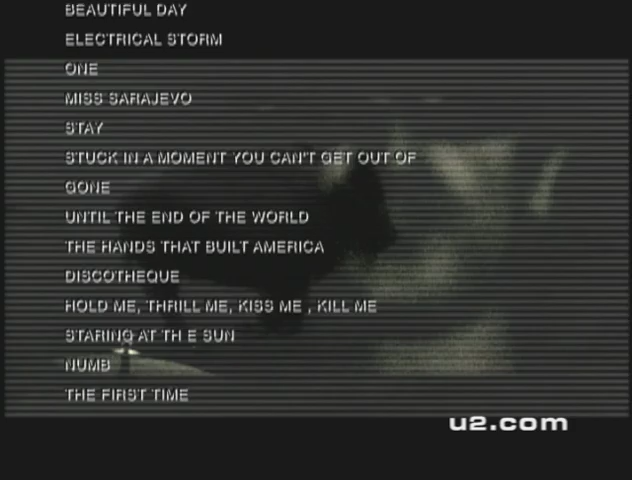 BEAUTIFUL DAY
ELECTRICAL STORM
ONE
MISS SARAJEVO
STAY
STUCK IN A MOMENT YOU CAN'T GET OUT OF
GONE
UNTIL THE END OF THE WORLD
THE HANDS THAT BUILT AMERICA
DISCOTHEQUE
HOLD ME, THRILL ME, KISS ME , KILL ME
STARING AT TH E SUN
NUMB
THE FIRST TIME
u2.com